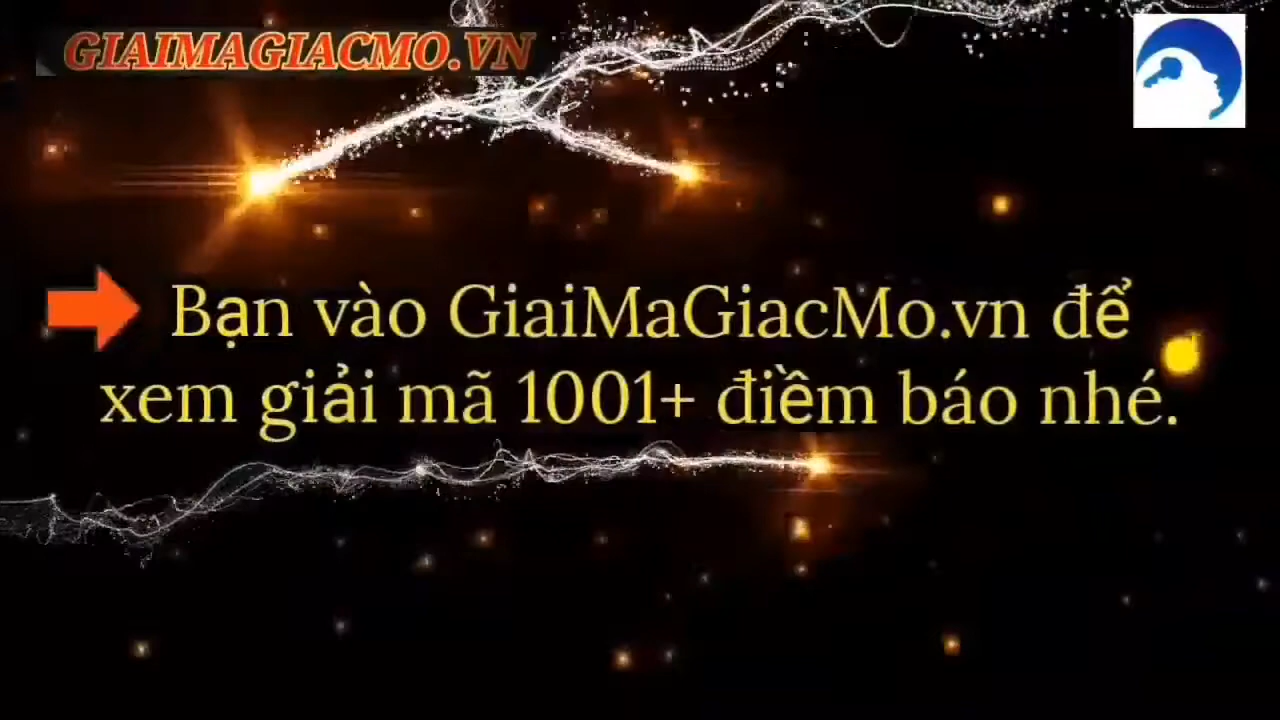 GIAIMAGIACMO.VN
Bạn vào GiaiMaGiacMo.vn để
xem giải mã 1001+ điềm báo nhé.